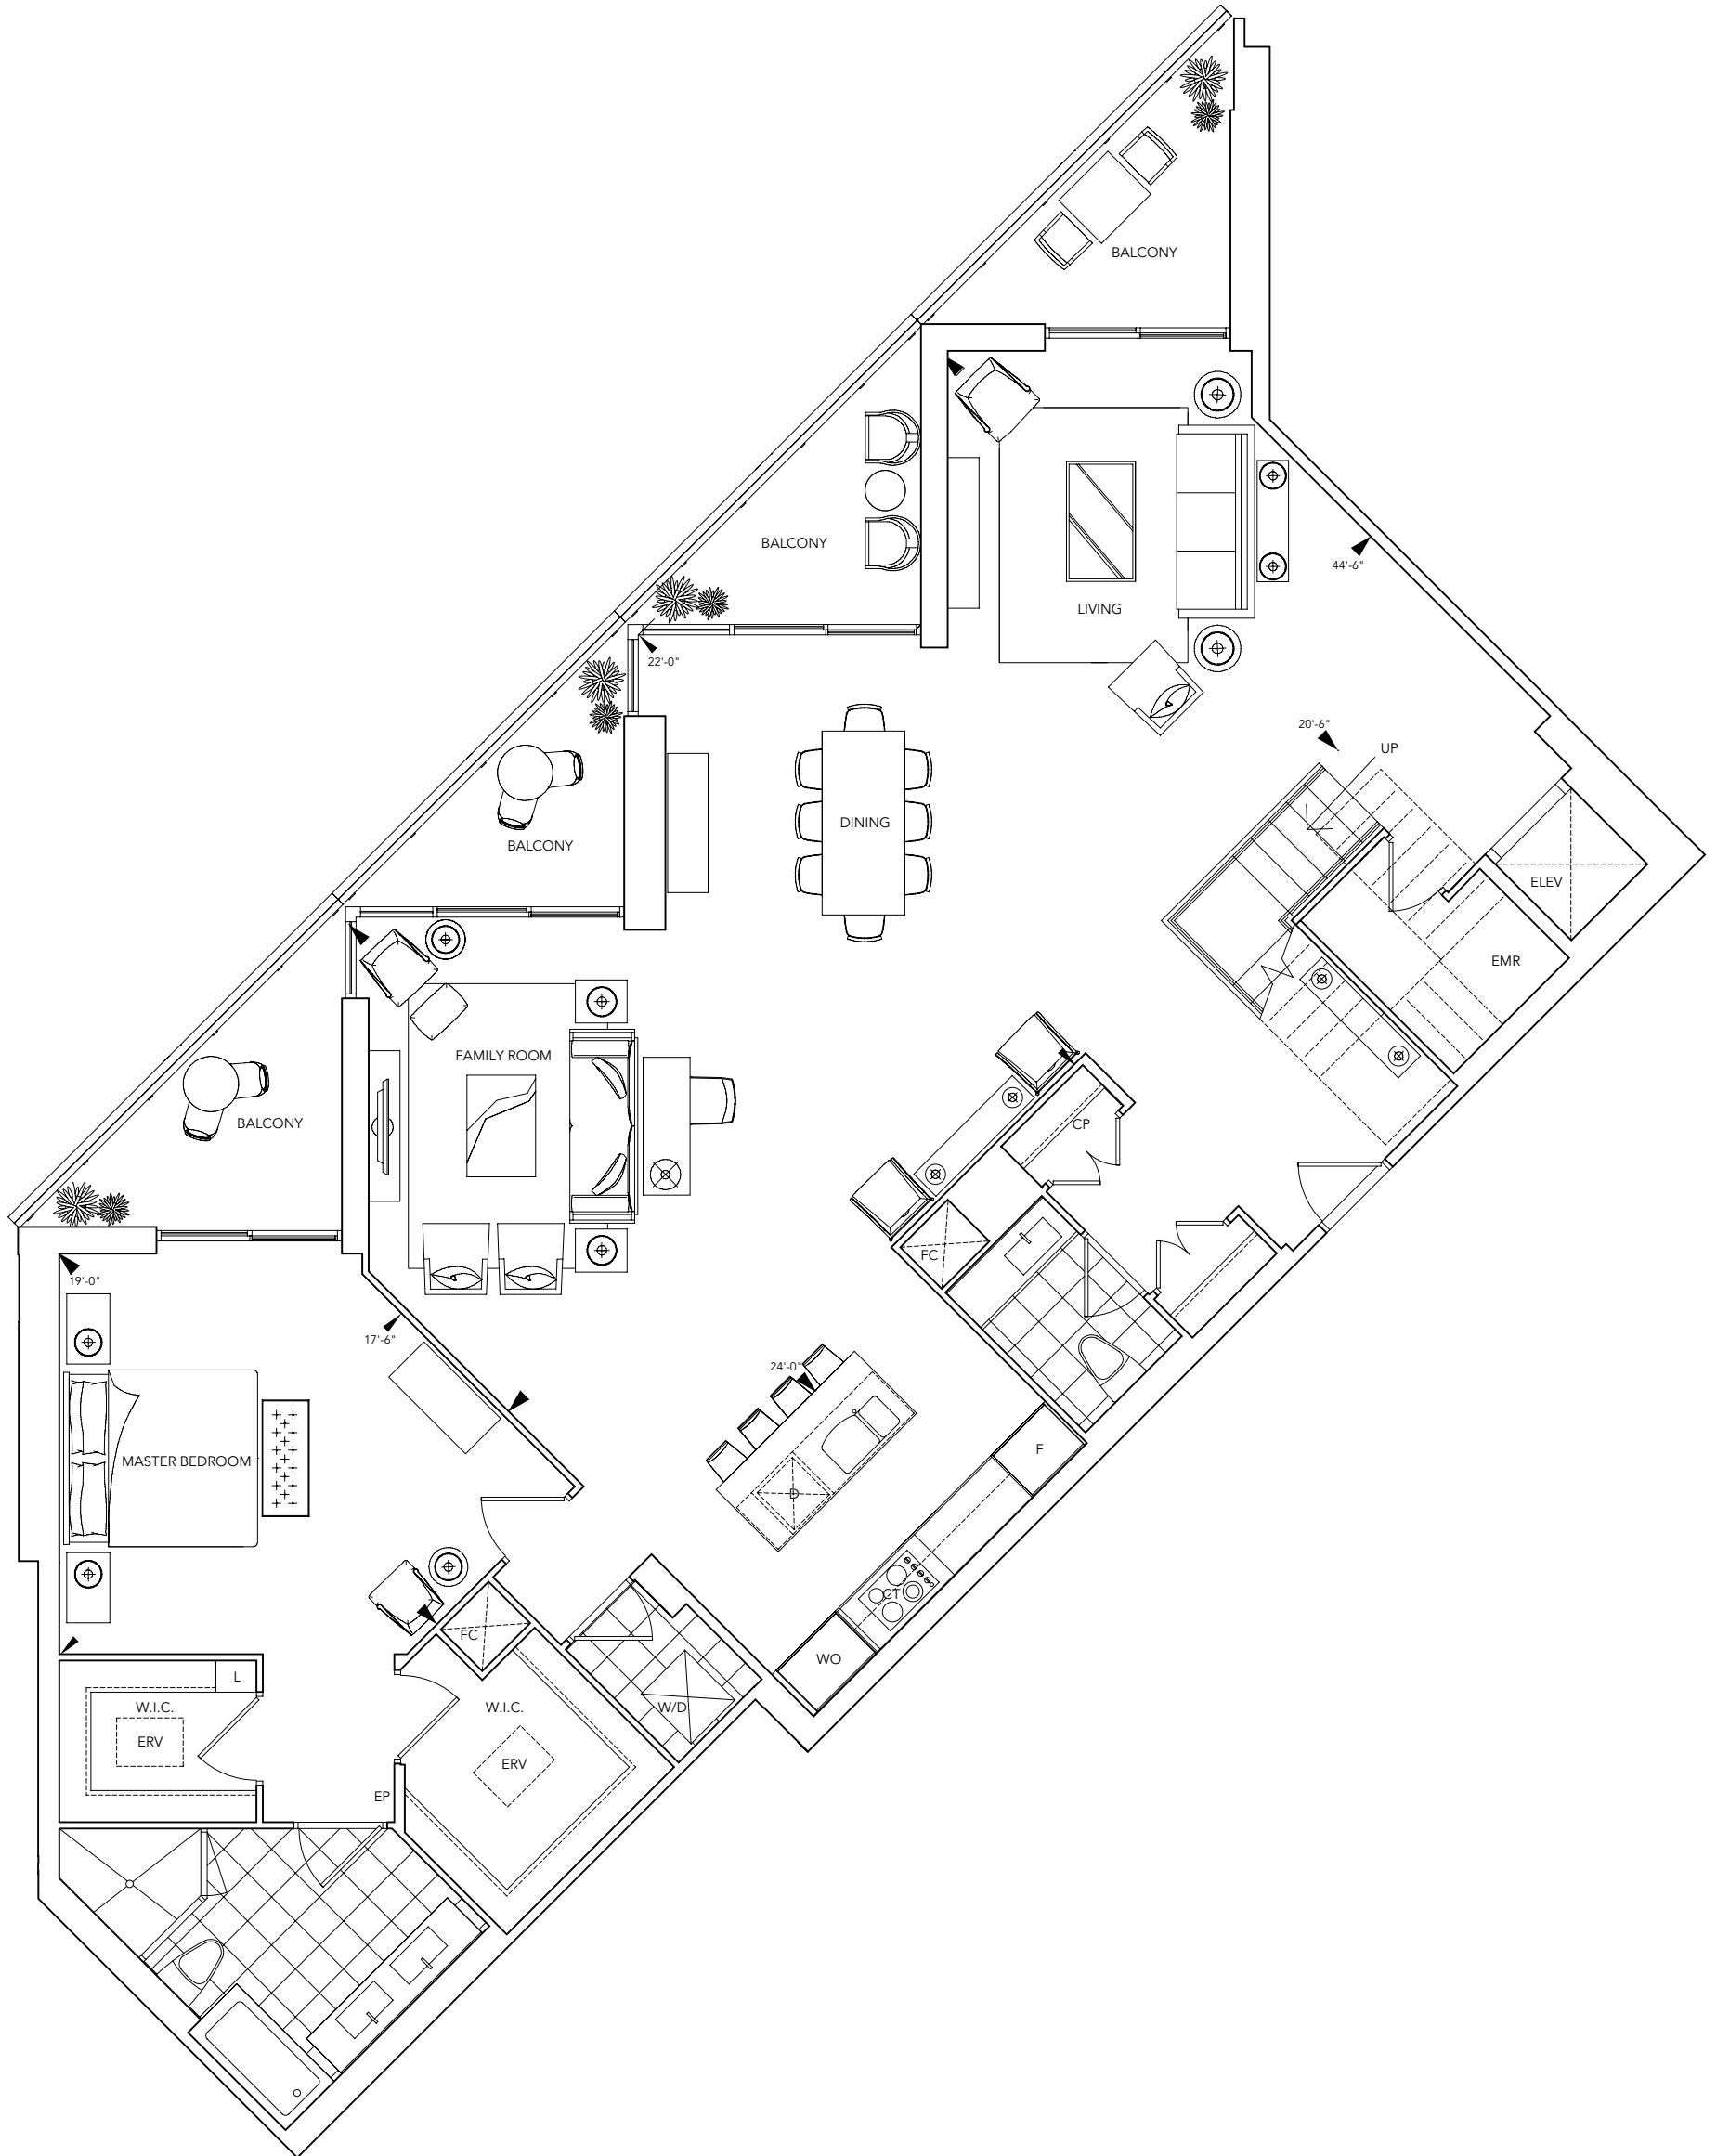 BALCONY
BALCONY
44'-6"
LIVING
22'-0"
20'-6"
UP
DINING
BALCONY
ELEV
EMR
FAMILY ROOM
BALCONY
CP
FC
19'-0"
17'-6"
24'-0"
F
MASTER BEDROOM
CT
FC
WO
L
W.I.C.
W.I.C.
W/D
ERV
ERV
EP